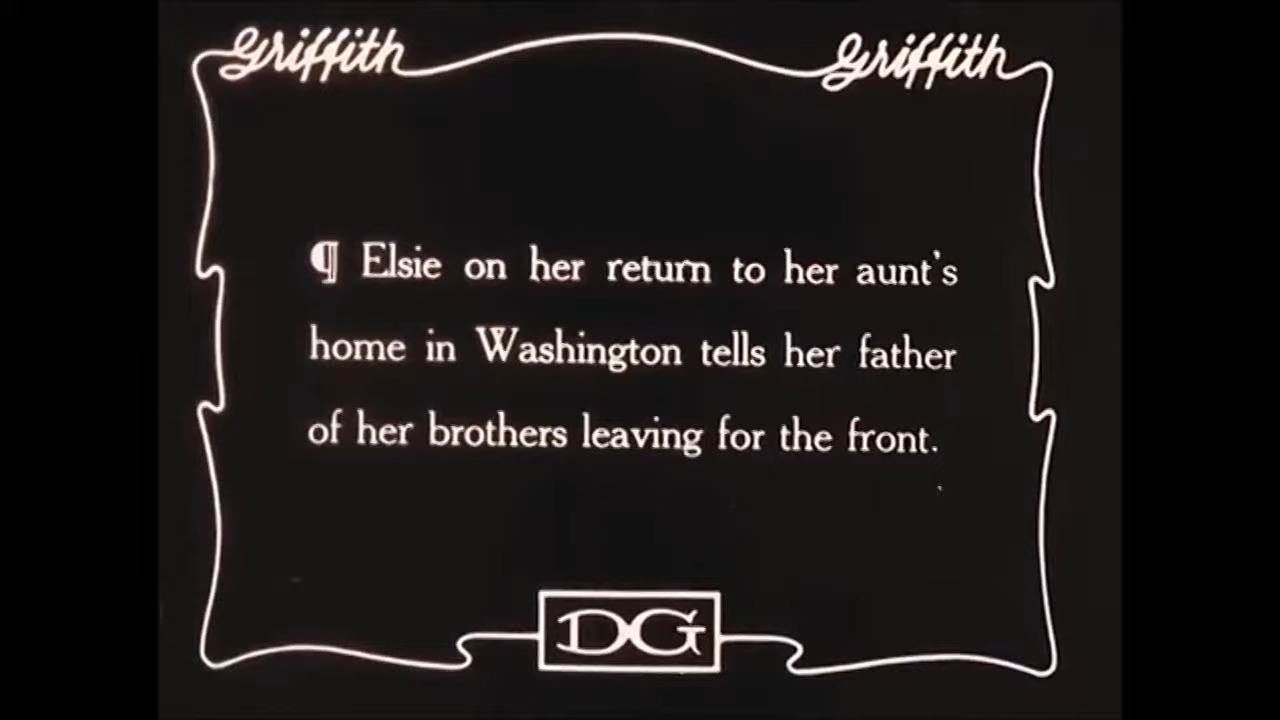 Griffith Griffith
¶ Elsie on her return to her aunt's
home in Washington tells her father
of her brothers leaving for the front.
DG